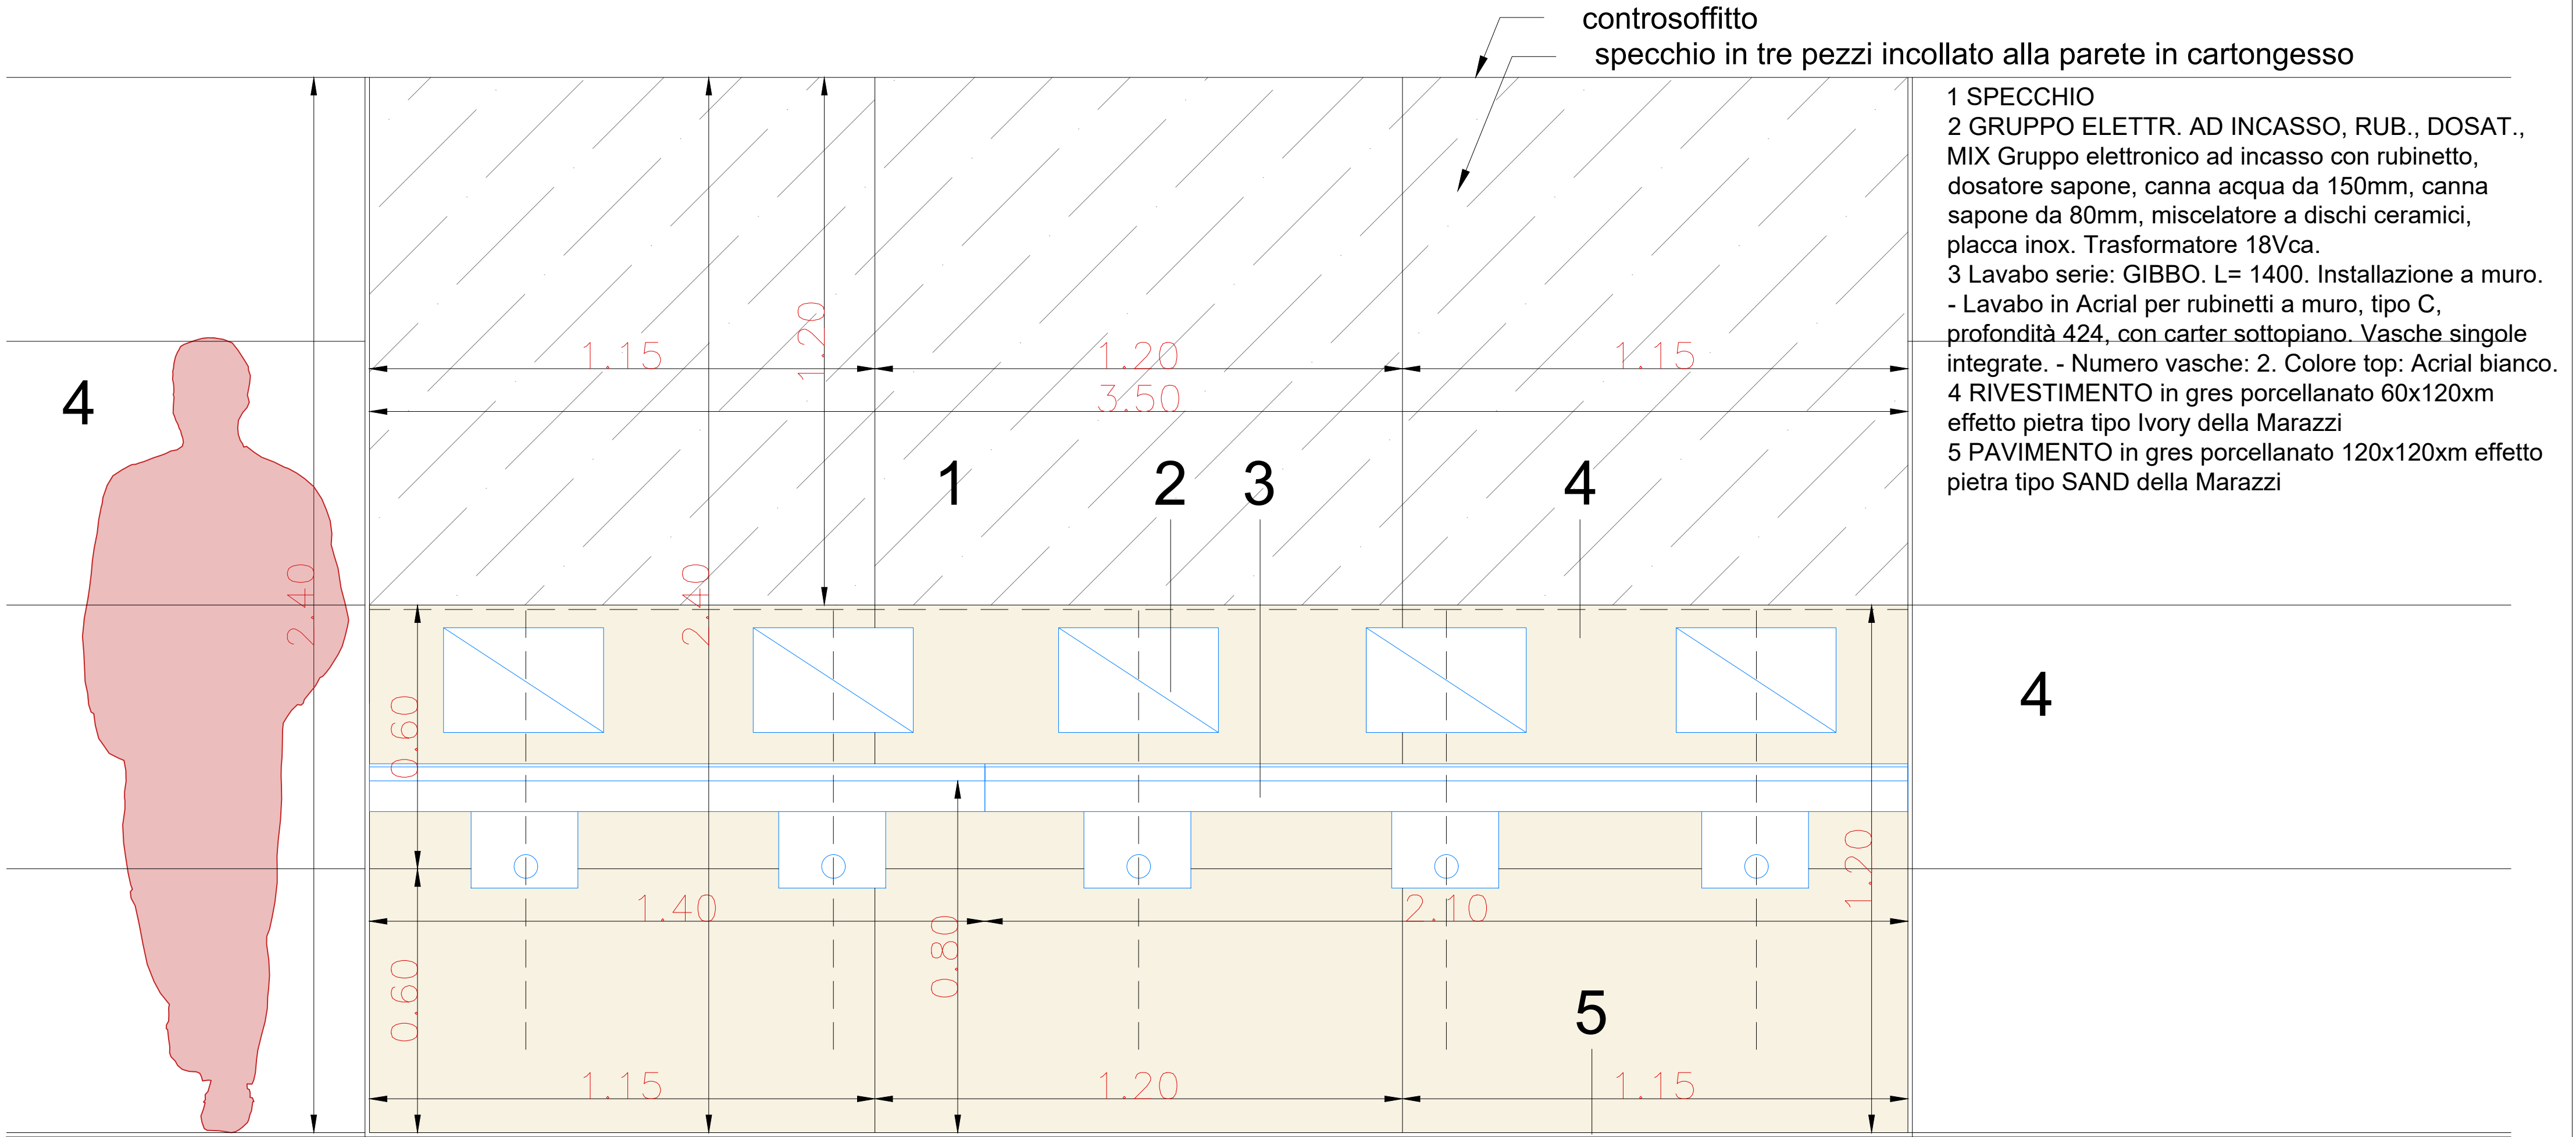 controsoffitto
specchio in tre pezzi incollato alla parete in cartongesso
1 SPECCHIO
2 GRUPPO ELETTR. AD INCASSO, RUB., DOSAT.,
MIX Gruppo elettronico ad incasso con rubinetto,
dosatore sapone, canna acqua da 150mm, canna
sapone da 80mm, miscelatore a dischi ceramici,
placca inox. Trasformatore 18Vca.
3 Lavabo serie: GIBBO. L= 1400. Installazione a muro.
- Lavabo in Acrial per rubinetti a muro, tipo C,
profondità 424, con carter sottopiano. Vasche singole
integrate. - Numero vasche: 2. Colore top: Acrial bianco.
4 RIVESTIMENTO in gres porcellanato 60x120xm
effetto pietra tipo Ivory della Marazzi
5 PAVIMENTO in gres porcellanato 120x120xm effetto
pietra tipo SAND della Marazzi
1.20
1.15 1.20 1.15
3.50
4
1 2 3 4
2.40
2.40
4
0.60
1.20
1.40 2.10
0.80
0.60
5
1.15 1.20 1.15